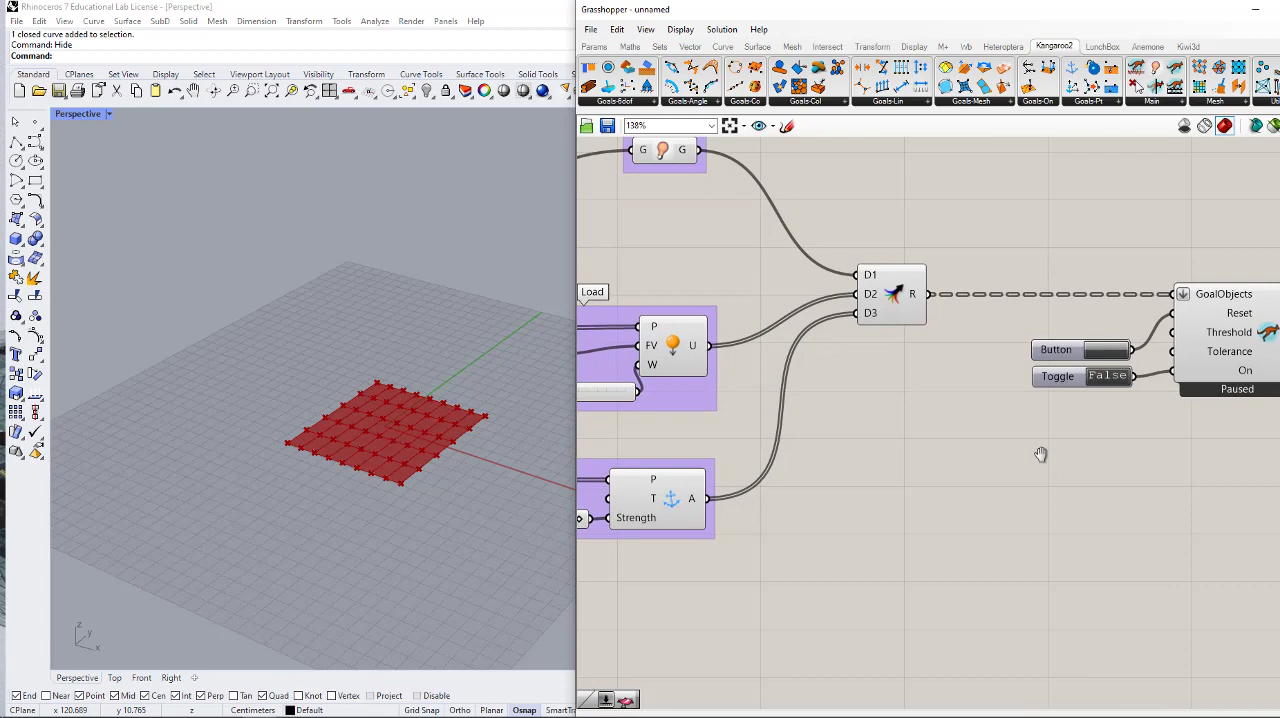 Rhinoceros 7 Educational Lab License - [Perspective]
File Edit View Curve Surface SubD Solid Mesh Dimension Transform Tools Analyze Render Panels Help
1 closed curve added to selection.
Command: Hide
Command:
Standard CPlanes Set View Display Select Viewport Layout Visibility Transform Curve Tools Surface Tools Solid Tools
Perspective
z
y
x
Perspective Top Front Right
End Near Point Mid Cen Int Perp Tan Quad Knot Vertex Project Disable
CPlane x 120.689 y 10.765 z Centimeters Default Grid Snap Ortho Planar Osnap SmartTra
Grasshopper - unnamed
File Edit View Display Solution Help
Params Maths Sets Vector Curve Surface Mesh Intersect Transform Display M+ Wb Heteroptera Kangaroo2 LunchBox Anemone Kiwi3d
Goals-6dof Goals-Angle Goals-Co Goals-Col Goals-Lin Goals-Mesh Goals-On Goals-Pt Main Mesh
138%
G G
D1
D2 R
D3
Load
P
FV U
W
P
T A
Strength
Button
Toggle False
GoalObjects
Reset
Threshold
Tolerance
On
Paused